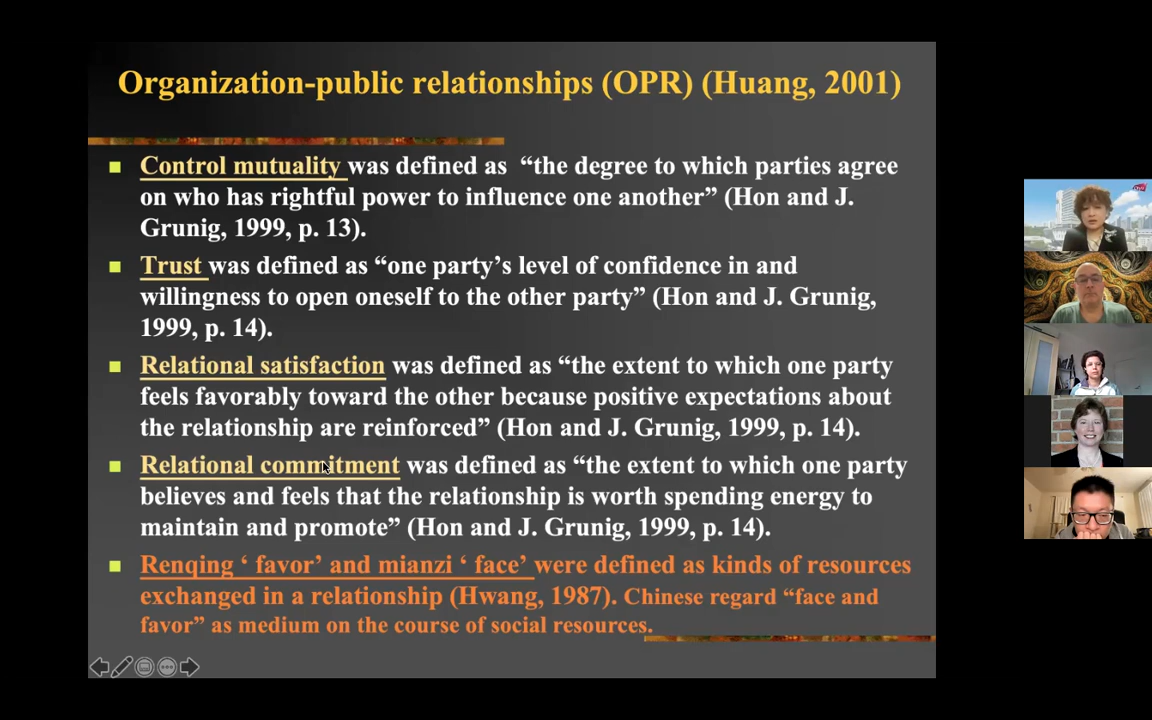 Organization-public relationships (OPR) (Huang, 2001)
Control mutuality was defined as “the degree to which parties agree
on who has rightful power to influence one another” (Hon and J.
Grunig, 1999, p. 13).
Trust was defined as “one party’s level of confidence in and
willingness to open oneself to the other party” (Hon and J. Grunig,
1999, p. 14).
Relational satisfaction was defined as “the extent to which one party
feels favorably toward the other because positive expectations about
the relationship are reinforced” (Hon and J. Grunig, 1999, p. 14).
Relational commitment was defined as “the extent to which one party
believes and feels that the relationship is worth spending energy to
maintain and promote” (Hon and J. Grunig, 1999, p. 14).
Renqing ‘ favor’ and mianzi ‘ face’ were defined as kinds of resources
exchanged in a relationship (Hwang, 1987). Chinese regard “face and
favor” as medium on the course of social resources.